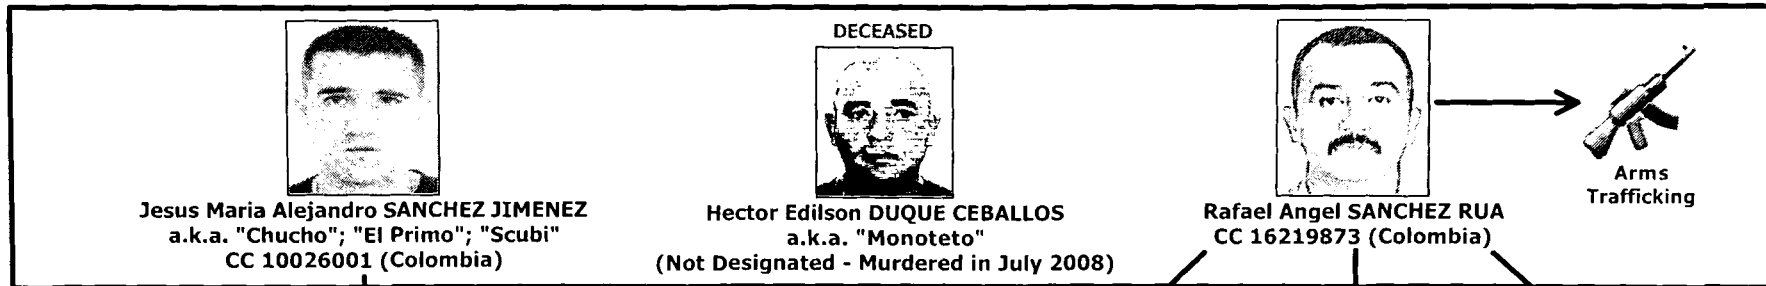 DECEASED
Jesus Maria Alejandro SANCHEZ JIMENEZ
a.k.a. "Chucho"; "El Primo"; "Scubi"
CC 10026001 (Colombia)
Hector Edilson DUQUE CEBALLOS
a.k.a. "Monoteto"
(Not Designated - Murdered in July 2008)
Rafael Angel SANCHEZ RUA
CC 16219873 (Colombia)
Arms
Trafficking